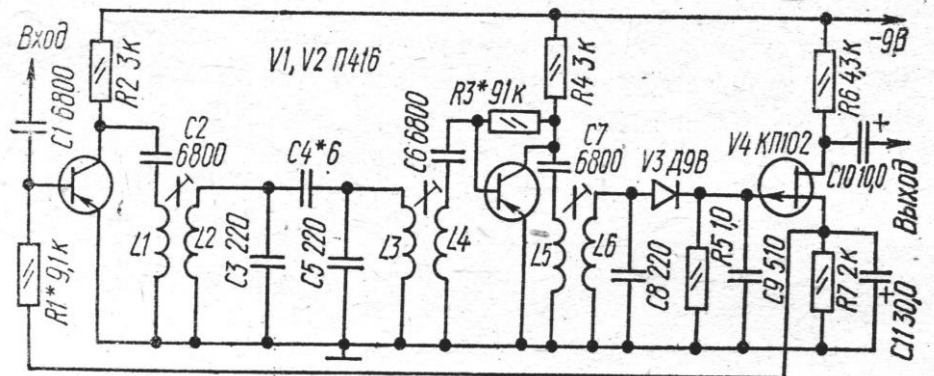 Вход
C1 6800
R2 3к
V1, V2 П416
C2
6800
C4*6
R3* 91к
C6 6800
R4 3к
C7
6800
V3 Д9В
V4 КП102
R6 4,3к
-9В
C10 10,0
Выход
R1* 9,1к
L1
L2
C3 220
C5 220
L3
L4
L5
L6
C8 220
R5 1,0
C9 510
R7 2к
C11 30,0
+
+